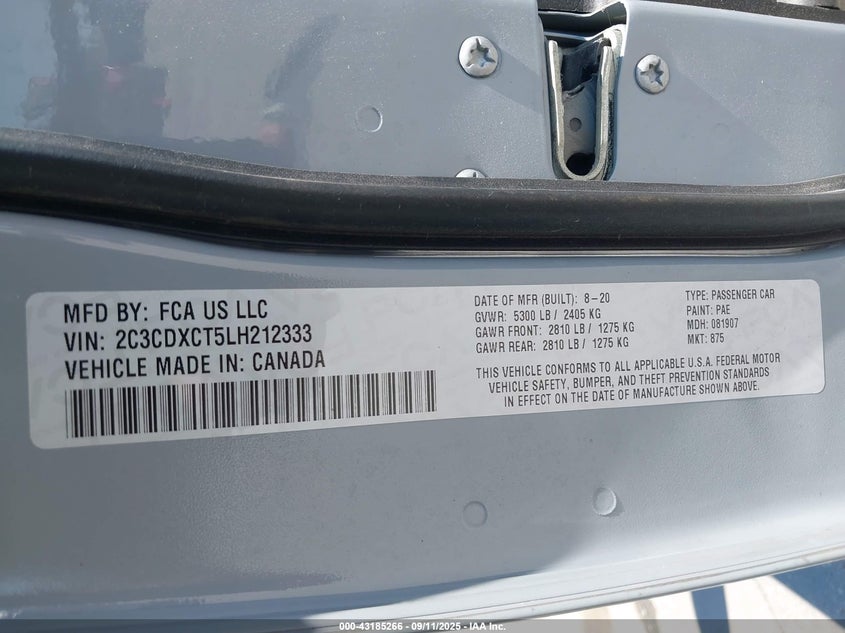 MFD BY: FCA US LLC
VIN: 2C3CDXCT5LH212333
VEHICLE MADE IN: CANADA
DATE OF MFR (BUILT): 8-20
GVWR: 5300 LB / 2405 KG
GAWR FRONT: 2810 LB / 1275 KG
GAWR REAR: 2810 LB / 1275 KG
TYPE: PASSENGER CAR
PAINT: PAE
MDH: 081907
MKT: 875
THIS VEHICLE CONFORMS TO ALL APPLICABLE U.S.A. FEDERAL MOTOR
VEHICLE SAFETY, BUMPER, AND THEFT PREVENTION STANDARDS
IN EFFECT ON THE DATE OF MANUFACTURE SHOWN ABOVE.
000-43185266 - 09/11/2025 - IAA Inc.